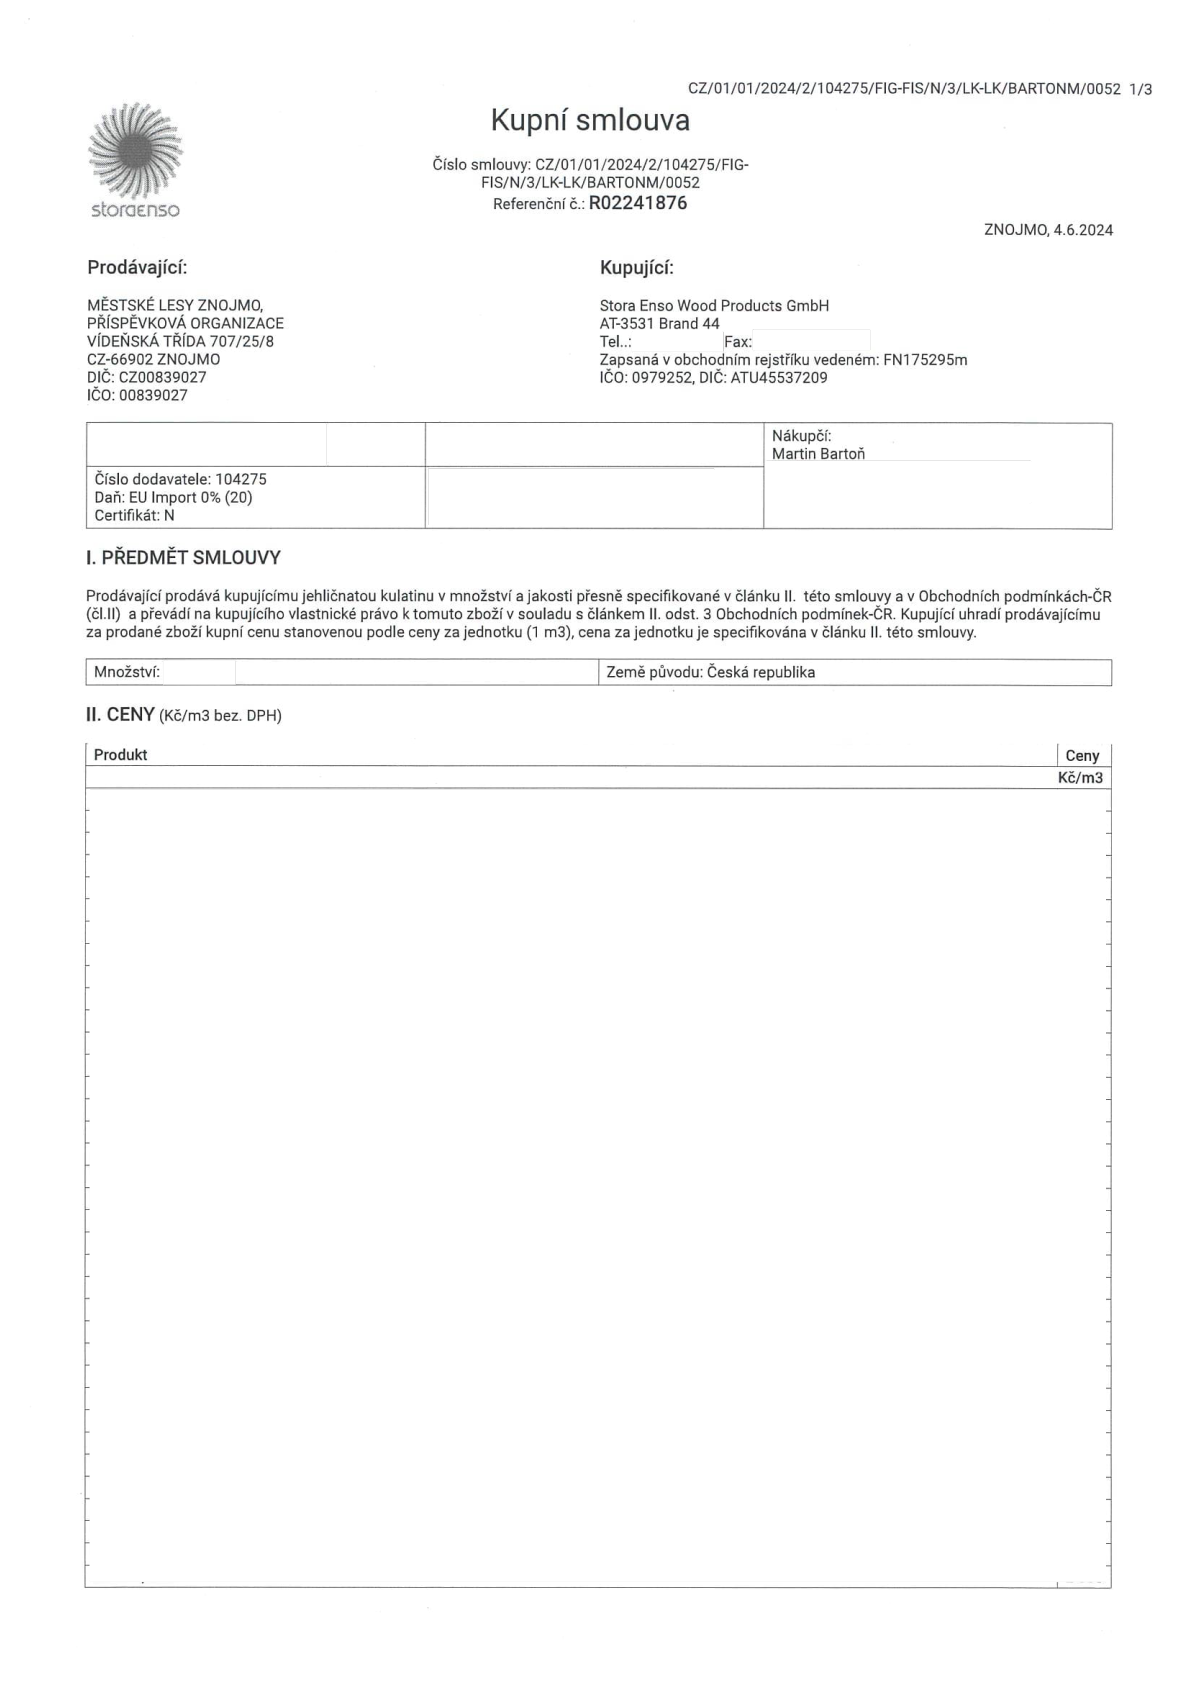 CZ/01/01/2024/2/104275/FIG-FIS/N/3/LK-LK/BARTONM/0052 1/3
storaenso
Kupní smlouva
Číslo smlouvy: CZ/01/01/2024/2/104275/FIG-
FIS/N/3/LK-LK/BARTONM/0052
Referenční č.: R02241876
ZNOJMO, 4.6.2024
Prodávající:
MĚSTSKÉ LESY ZNOJMO,
PŘÍSPĚVKOVÁ ORGANIZACE
VÍDEŇSKÁ TŘÍDA 707/25/8
CZ-66902 ZNOJMO
DIČ: CZ00839027
IČO: 00839027
Kupující:
Stora Enso Wood Products GmbH
AT-3531 Brand 44
Tel..: Fax:
Zapsaná v obchodním rejstříku vedeném: FN175295m
IČO: 0979252, DIČ: ATU45537209
Nákupčí:
Martin Bartoň
Číslo dodavatele: 104275
Daň: EU Import 0% (20)
Certifikát: N
I. PŘEDMĚT SMLOUVY
Prodávající prodává kupujícímu jehličnatou kulatinu v množství a jakosti přesně specifikované v článku II. této smlouvy a v Obchodních podmínkách-ČR
(čl.II) a převádí na kupujícího vlastnické právo k tomuto zboží v souladu s článkem II. odst. 3 Obchodních podmínek-ČR. Kupující uhradí prodávajícímu
za prodané zboží kupní cenu stanovenou podle ceny za jednotku (1 m3), cena za jednotku je specifikována v článku II. této smlouvy.
Množství:
Země původu: Česká republika
II. CENY (Kč/m3 bez. DPH)
Produkt Ceny
Kč/m3